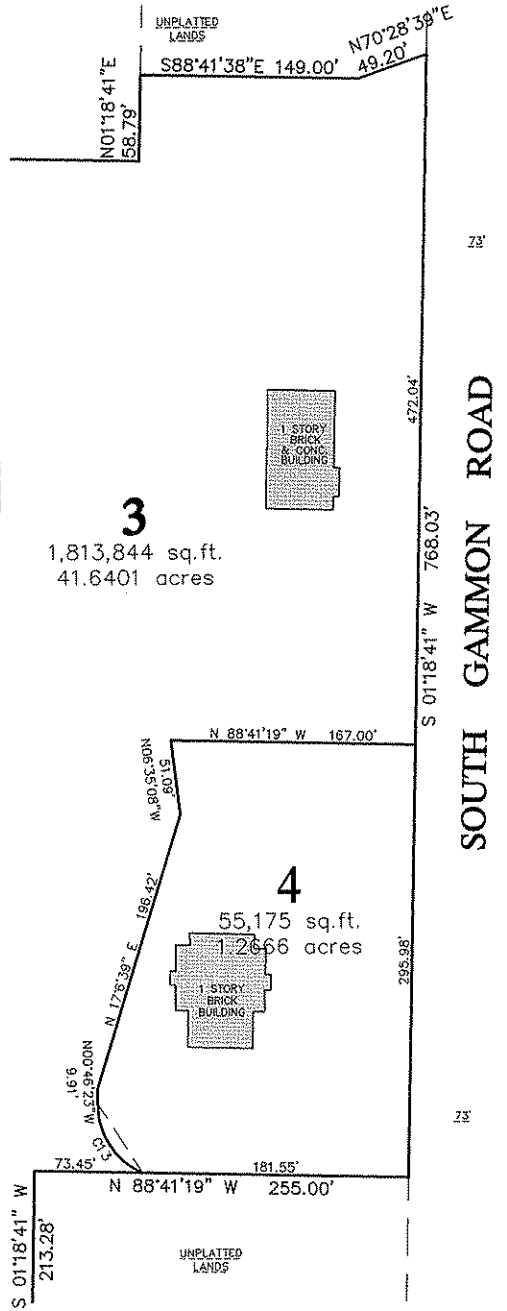 UNPLATTED
LANDS
N70°28'39"E
49.20'
S88°41'38"E 149.00'
N01°18'41"E
58.79'
73'
472.04'
1 STORY
BRICK
& CONC.
BUILDING
3
1,813,844 sq.ft.
41.6401 acres
S 01°18'41" W 768.03'
SOUTH GAMMON ROAD
N 88°41'19" W 167.00'
N06°35'08"W
51.09'
N 17°6'39" E 196.42'
4
55,175 sq.ft.
1.2666 acres
295.98'
1 STORY
BRICK
BUILDING
N00°46'23"W
9.91'
C13
73'
73.45'
181.55'
N 88°41'19" W 255.00'
S 01°18'41" W
213.28'
UNPLATTED
LANDS